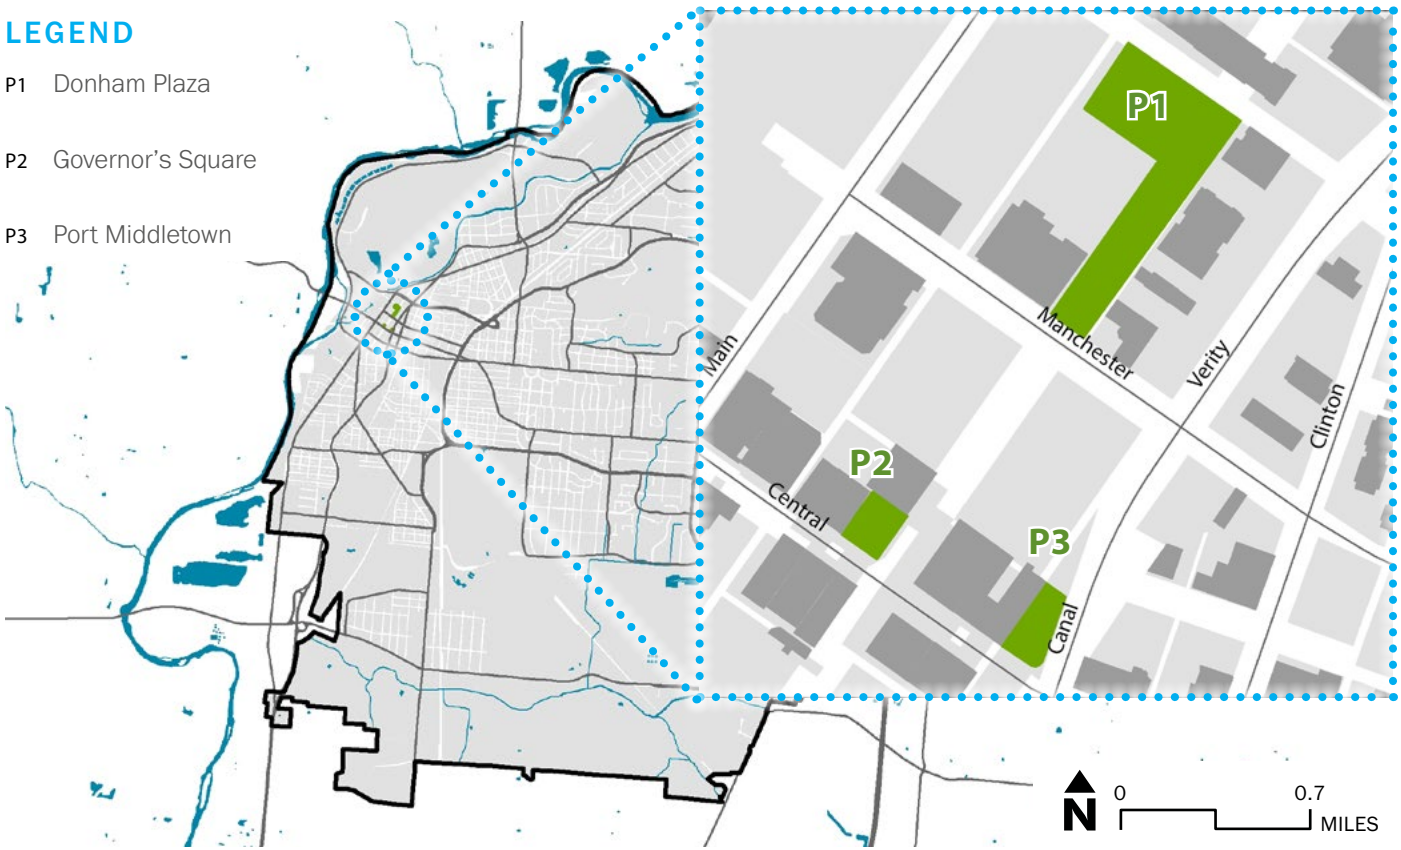 LEGEND
P1 Donham Plaza
P2 Governor's Square
P3 Port Middletown
P1
Manchester
Main
Verity
Clinton
P2
Central
P3
Canal
N
0 0.7
MILES